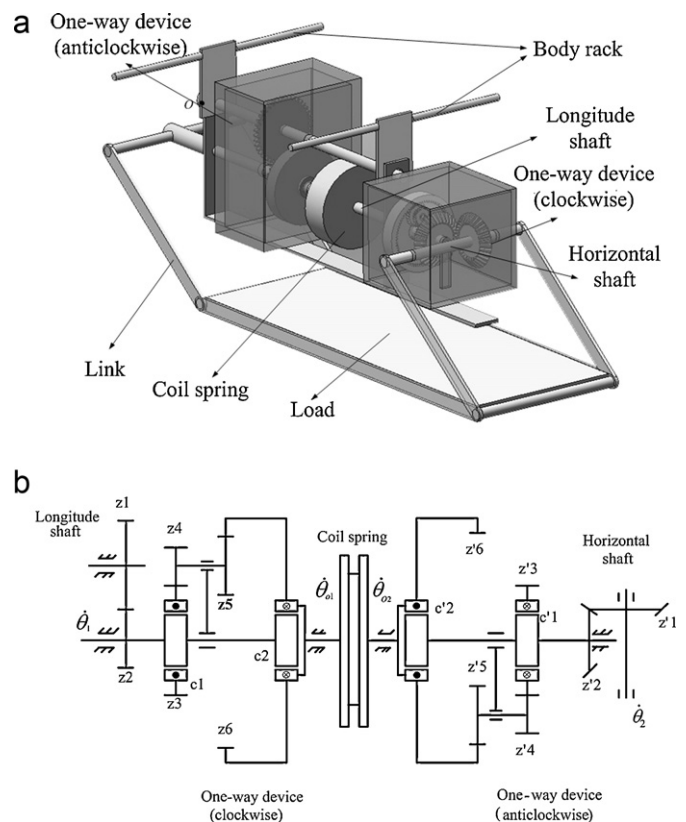 a
One-way device
(anticlockwise)
Body rack
O
Longitude
shaft
One-way device
(clockwise)
Horizontal
shaft
Link
Coil spring
Load
b
z1
Longitude
shaft
z4
Coil spring
z'6
Horizontal
shaft
z'3
z5
θ̇o1
θ̇o2
c'2
c'1
z'1
θ̇1
z'5
z'2
z2
c1
c2
z3
θ̇2
z6
z'4
One-way device
(clockwise)
One-way device
(anticlockwise)